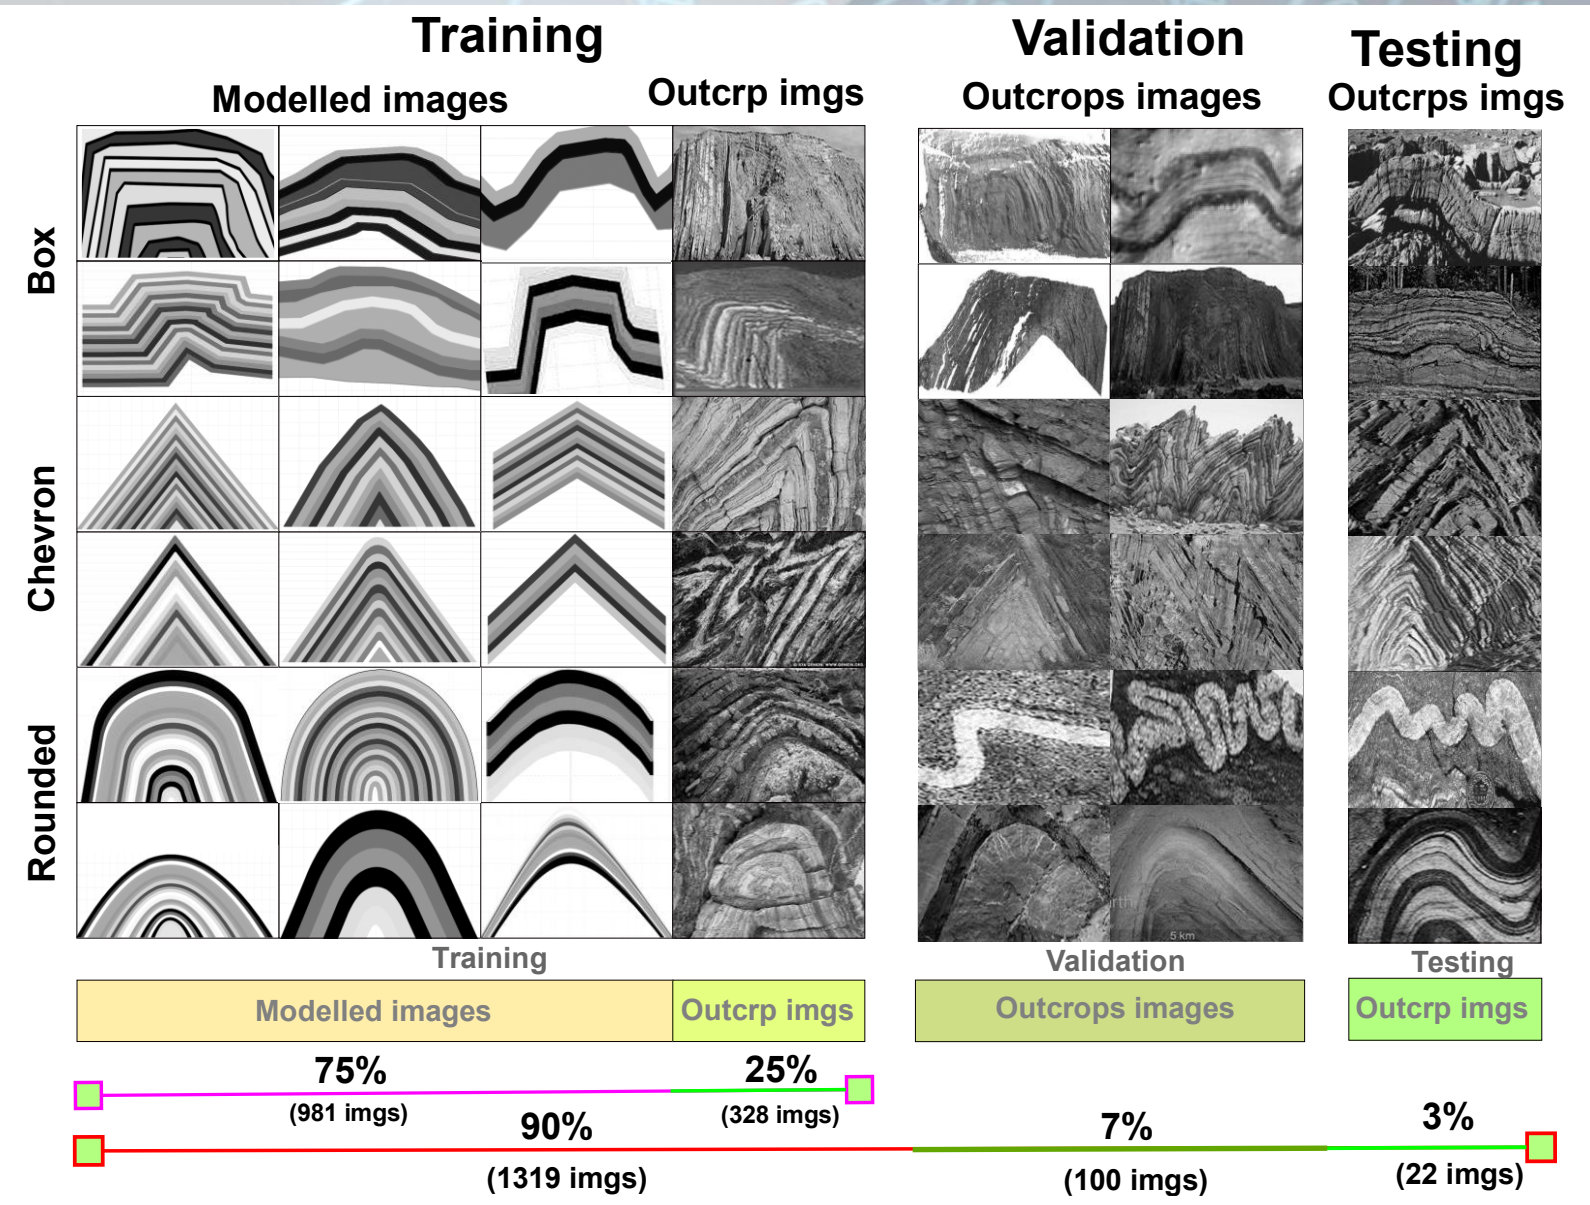 Training
Validation
Testing
Modelled images
Outcrp imgs
Outcrops images
Outcrps imgs
Box
Chevron
Rounded
5 km
Training
Validation
Testing
Modelled images
Outcrp imgs
Outcrops images
Outcrp imgs
75%
25%
(981 imgs)
(328 imgs)
90%
7%
3%
(1319 imgs)
(100 imgs)
(22 imgs)